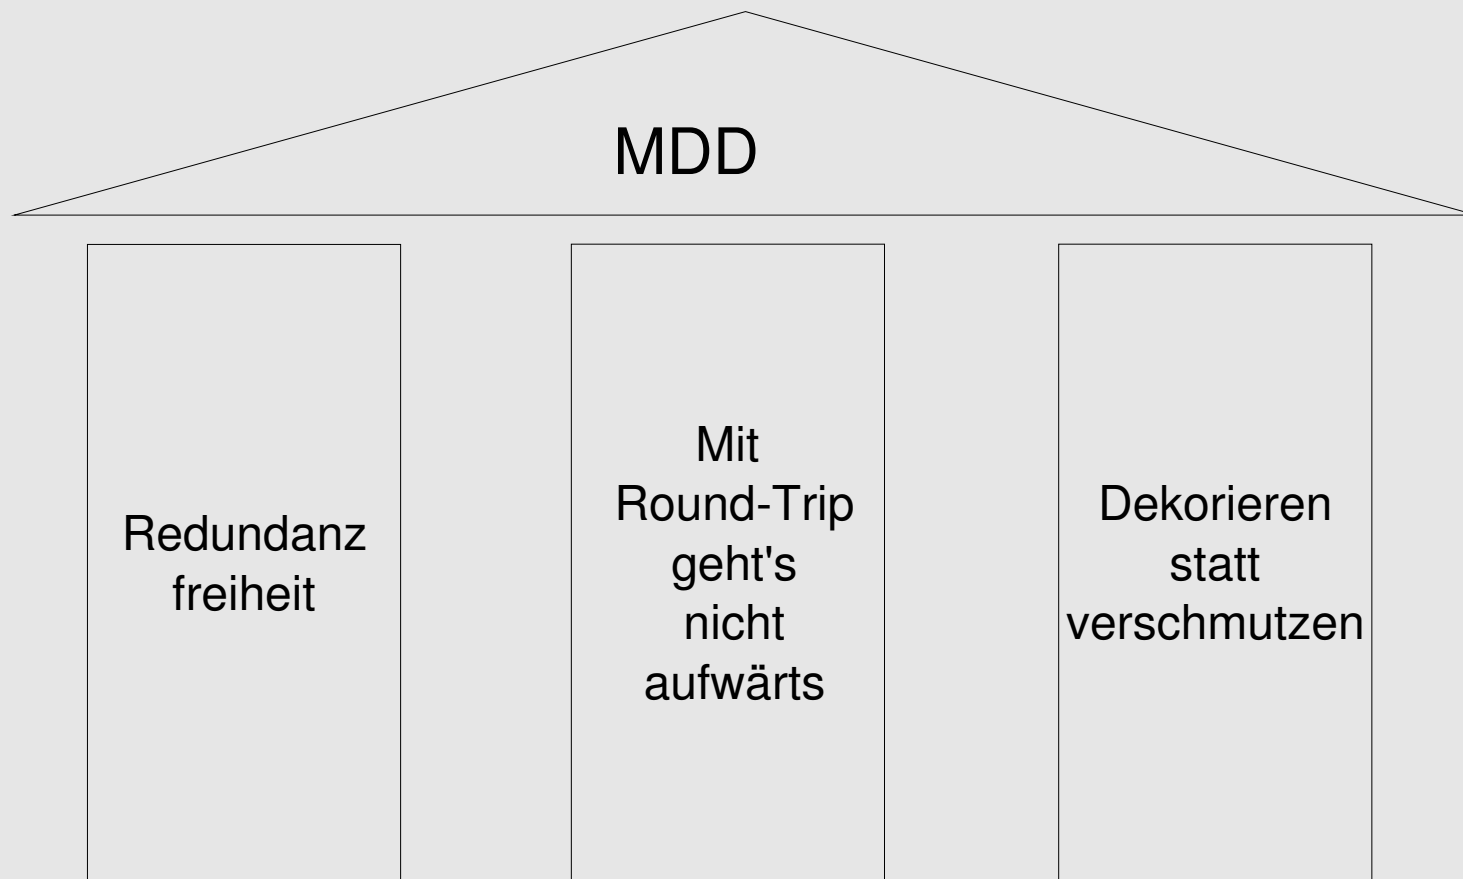 MDD
Redundanz
freiheit
Mit
Round-Trip
geht's
nicht
aufwärts
Dekorieren
statt
verschmutzen